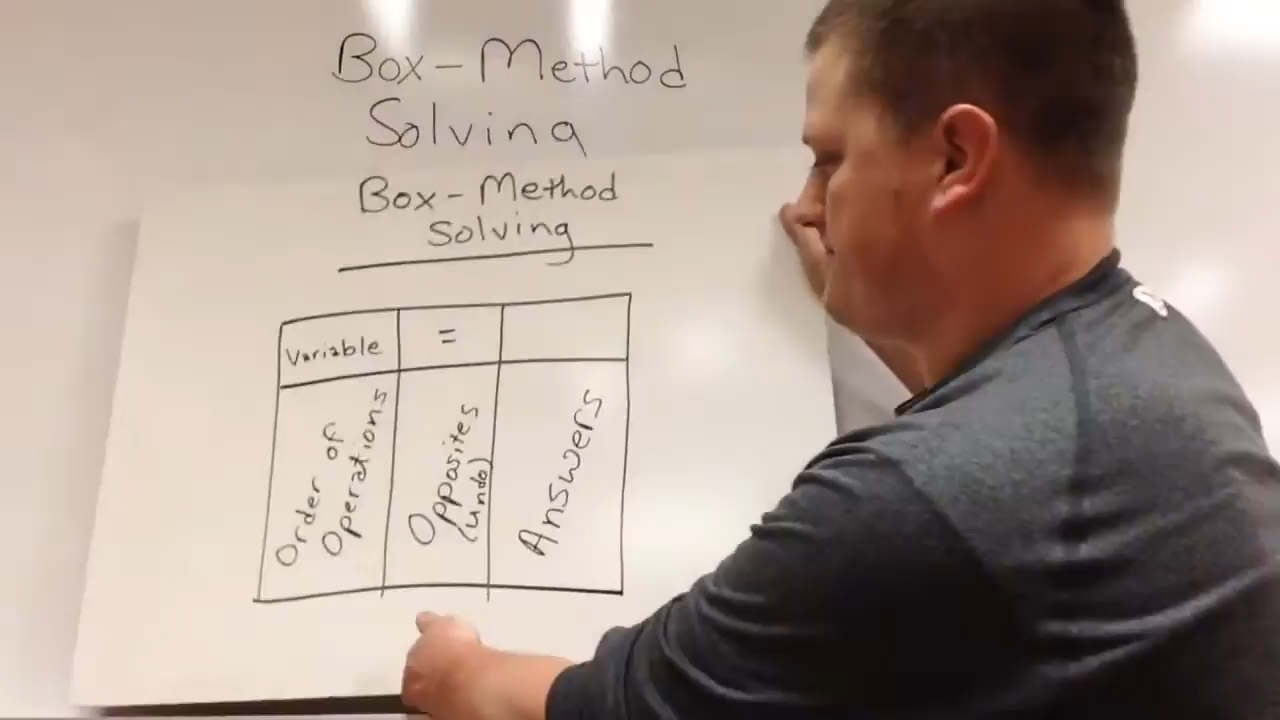 Box-Method
Solving
Box-Method
Solving
Variable
=
Order of
Operations
Opposites
(undo)
Answers